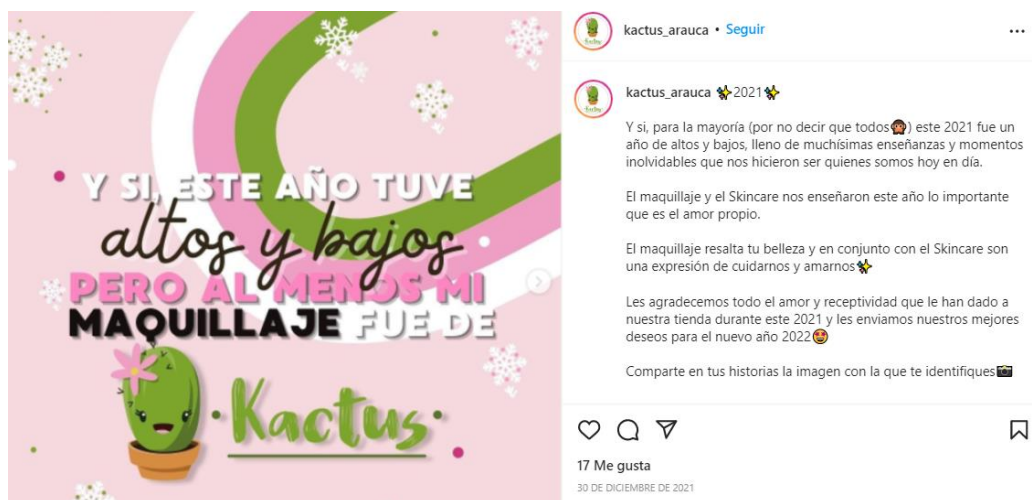 Y SI, ESTE AÑO TUVE
altos y bajos
PERO AL MENOS MI
MAQUILLAJE FUE DE
Kactus
kactus_arauca • Seguir
kactus_arauca ✨2021✨
Y si, para la mayoría (por no decir que todos🙊) este 2021 fue un
año de altos y bajos, lleno de muchísimas enseñanzas y momentos
inolvidables que nos hicieron ser quienes somos hoy en día.
El maquillaje y el Skincare nos enseñaron este año lo importante
que es el amor propio.
El maquillaje resalta tu belleza y en conjunto con el Skincare son
una expresión de cuidarnos y amarnos✨
Les agradecemos todo el amor y receptividad que le han dado a
nuestra tienda durante este 2021 y les enviamos nuestros mejores
deseos para el nuevo año 2022🤩
Comparte en tus historias la imagen con la que te identifiques📸
17 Me gusta
30 DE DICIEMBRE DE 2021